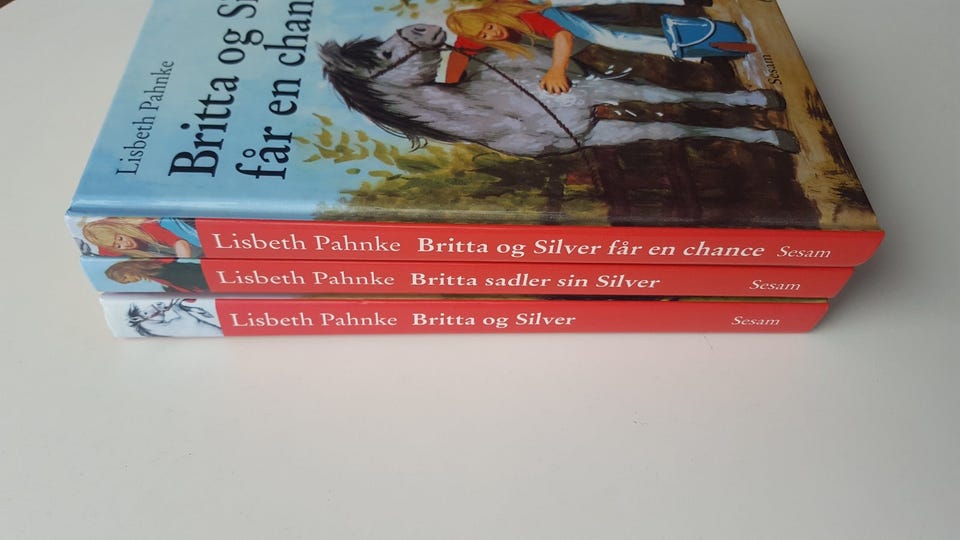 Lisbeth Pahnke
Britta og Si
får en chan
Sesam
Lisbeth Pahnke Britta og Silver får en chance Sesam
Lisbeth Pahnke Britta sadler sin Silver Sesam
Lisbeth Pahnke Britta og Silver Sesam